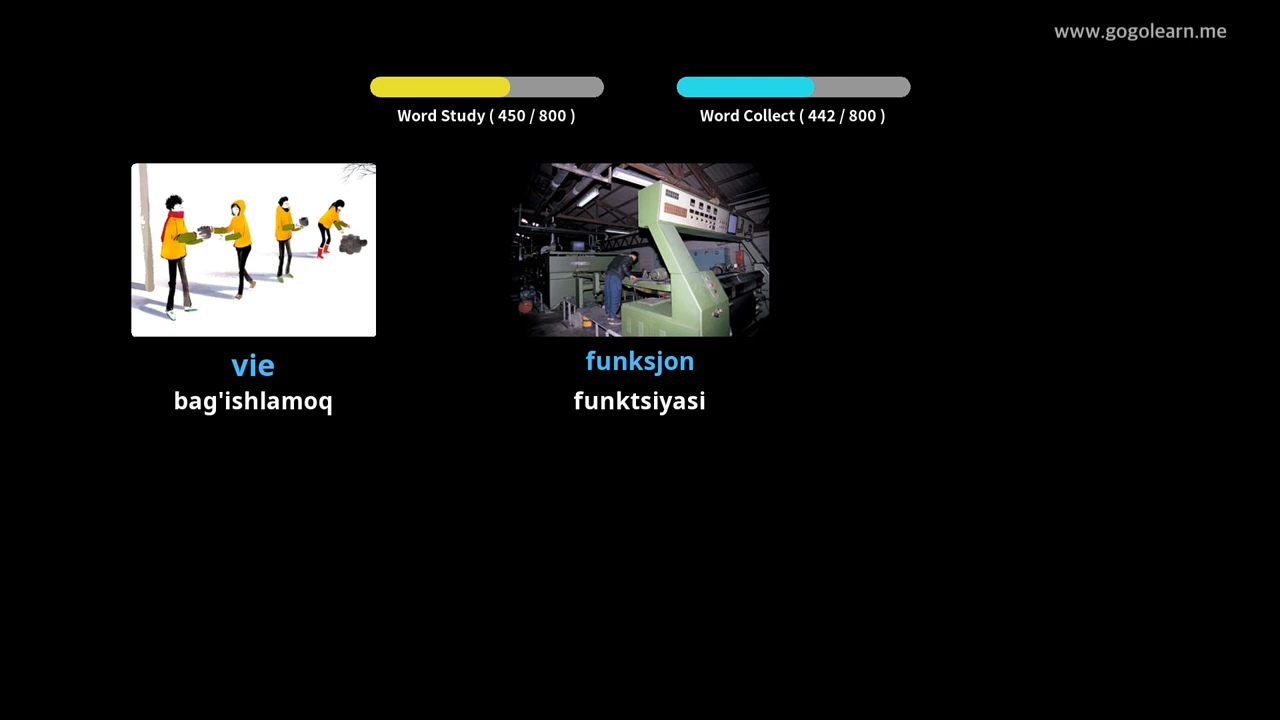 www.gogolearn.me
Word Study ( 450 / 800 )
Word Collect ( 442 / 800 )
vie
bag'ishlamoq
funksjon
funktsiyasi